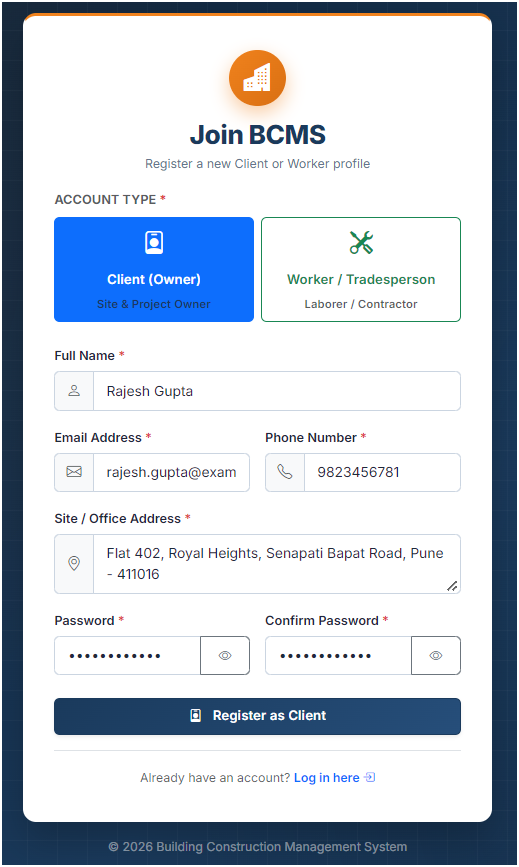 Join BCMS
Register a new Client or Worker profile
ACCOUNT TYPE *
Client (Owner)
Site & Project Owner
Worker / Tradesperson
Laborer / Contractor
Full Name *
Rajesh Gupta
Email Address *
Phone Number *
rajesh.gupta@exam
9823456781
Site / Office Address *
Flat 402, Royal Heights, Senapati Bapat Road, Pune
- 411016
Password *
Confirm Password *
••••••••••••
••••••••••••
Register as Client
Already have an account? Log in here
© 2026 Building Construction Management System